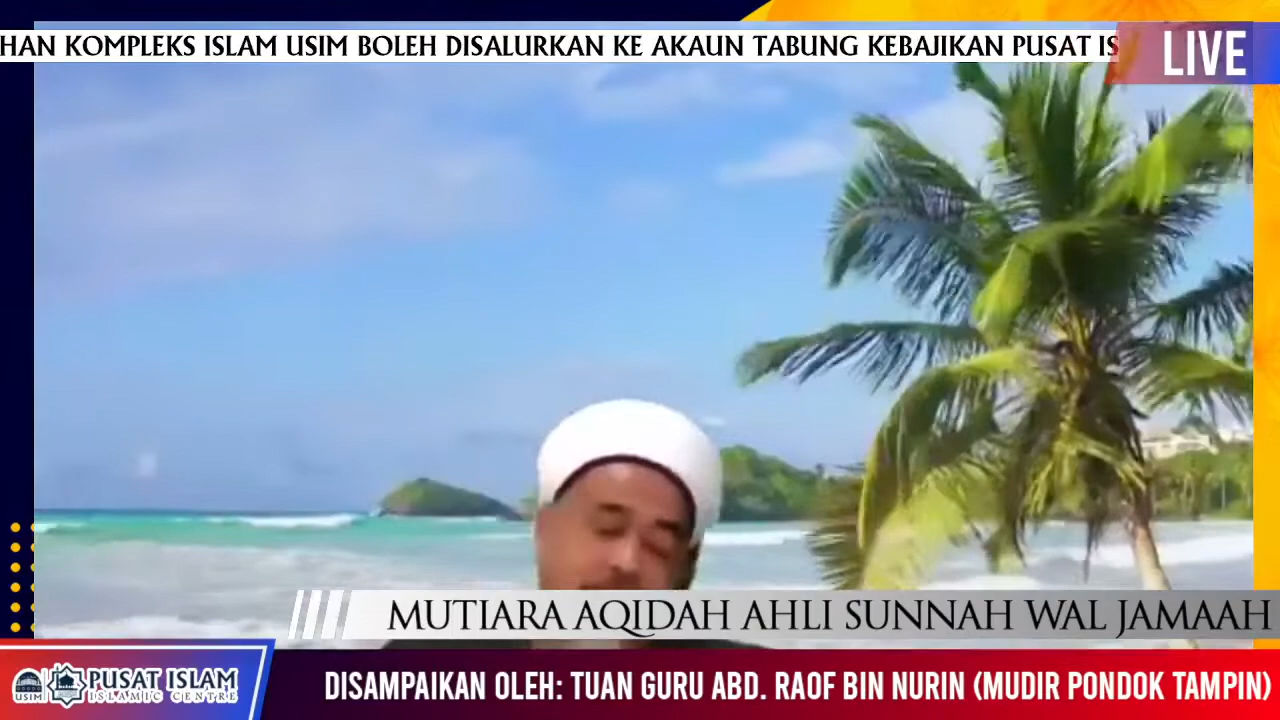 HAN KOMPLEKS ISLAM USIM BOLEH DISALURKAN KE AKAUN TABUNG KEBAJIKAN PUSAT IS
LIVE
MUTIARA AQIDAH AHLI SUNNAH WAL JAMAAH
USIM
PUSAT ISLAM
ISLAMIC CENTRE
DISAMPAIKAN OLEH: TUAN GURU ABD. RAOF BIN NURIN (MUDIR PONDOK TAMPIN)